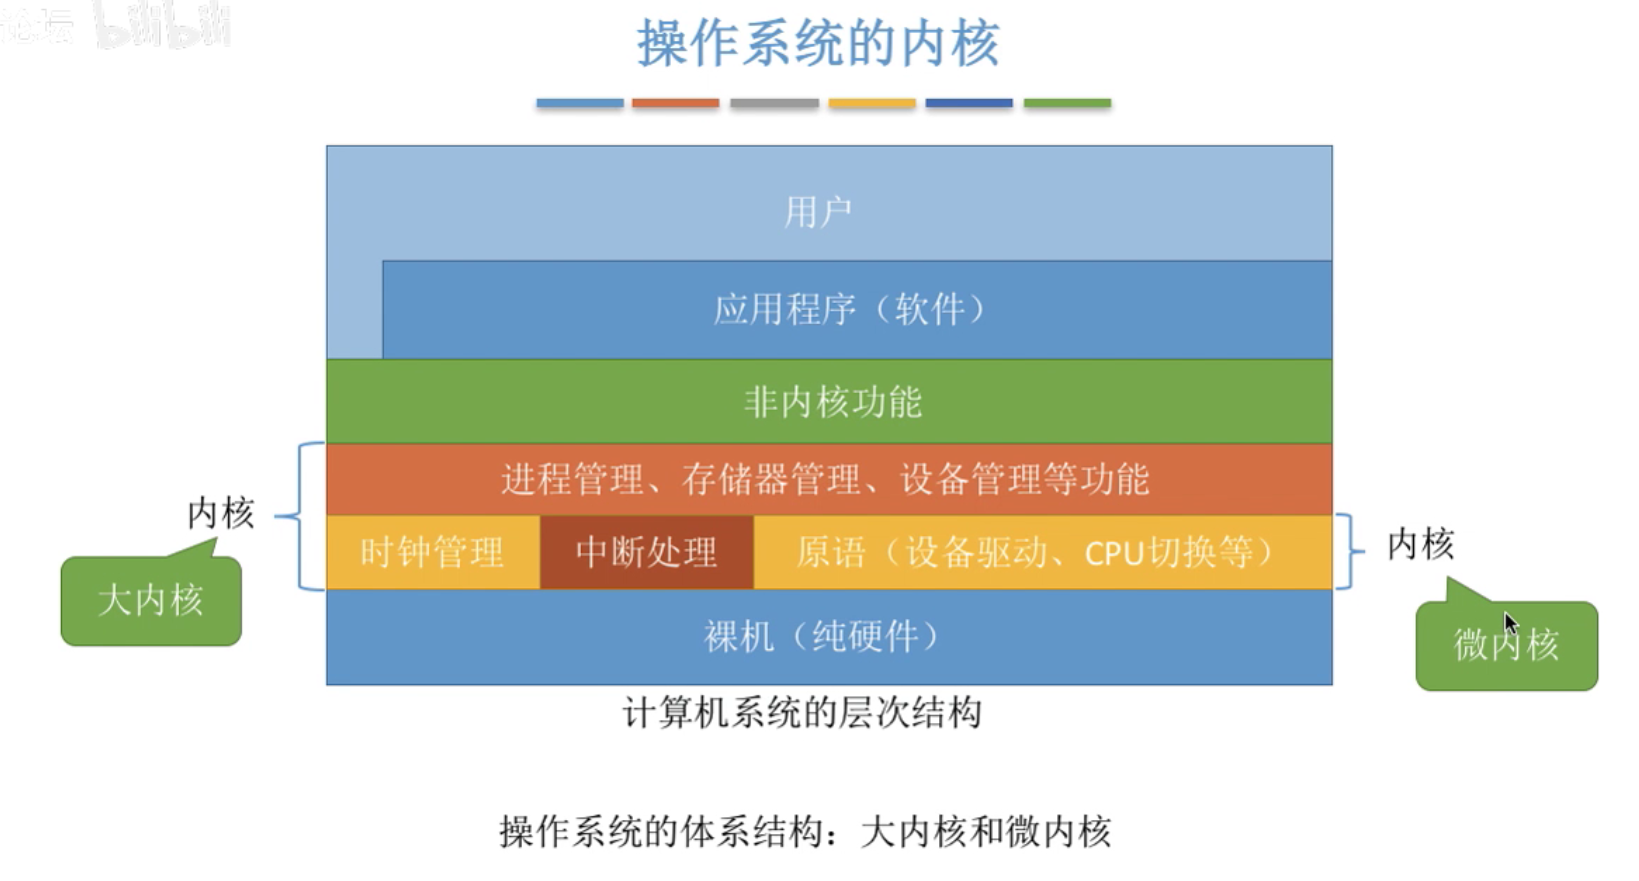 论坛 bilibili
操作系统的内核
用户
应用程序（软件）
非内核功能
进程管理、存储器管理、设备管理等功能
内核
时钟管理 中断处理 原语（设备驱动、CPU切换等）
内核
大内核
裸机（纯硬件）
微内核
计算机系统的层次结构
操作系统的体系结构：大内核和微内核